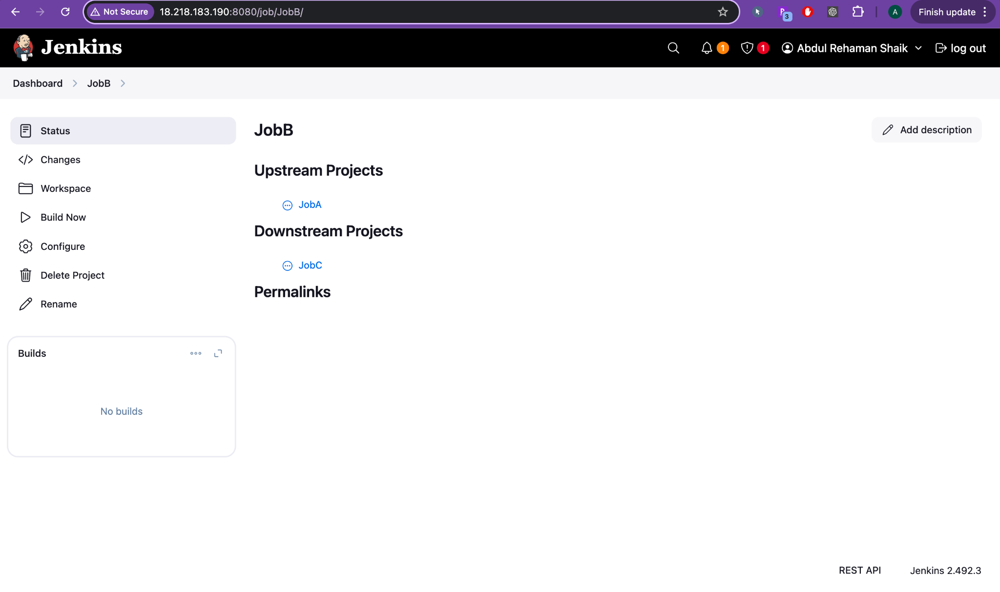 Not Secure 18.218.183.190:8080/job/JobB/ 3 A Finish update
Jenkins 1 1 Abdul Rehaman Shaik log out
Dashboard JobB
Status
Changes
Workspace
Build Now
Configure
Delete Project
Rename
Builds
No builds
JobB
Add description
Upstream Projects
JobA
Downstream Projects
JobC
Permalinks
REST API Jenkins 2.492.3